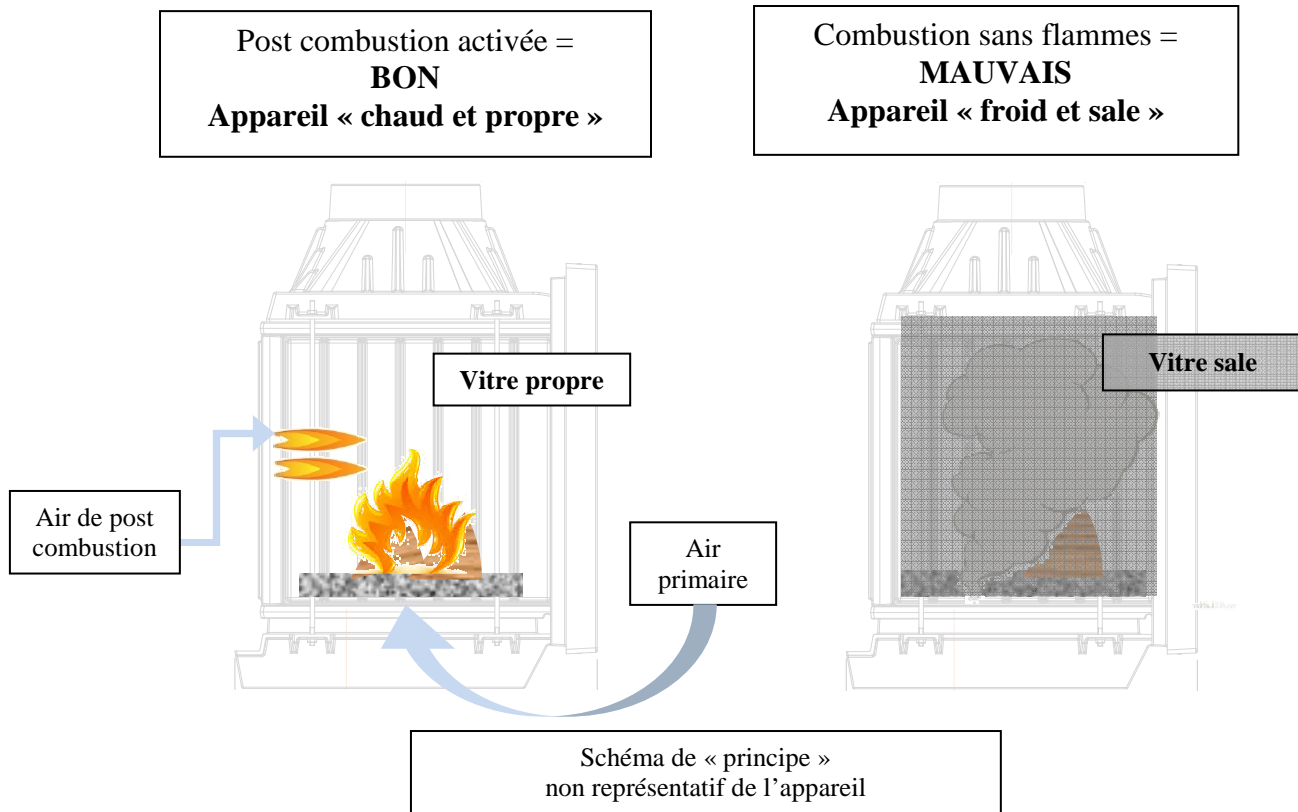 Post combustion activée =
BON
Appareil « chaud et propre »
Combustion sans flammes =
MAUVAIS
Appareil « froid et sale »
Vitre propre
Vitre sale
Air de post
combustion
Air
primaire
Schéma de « principe »
non représentatif de l’appareil